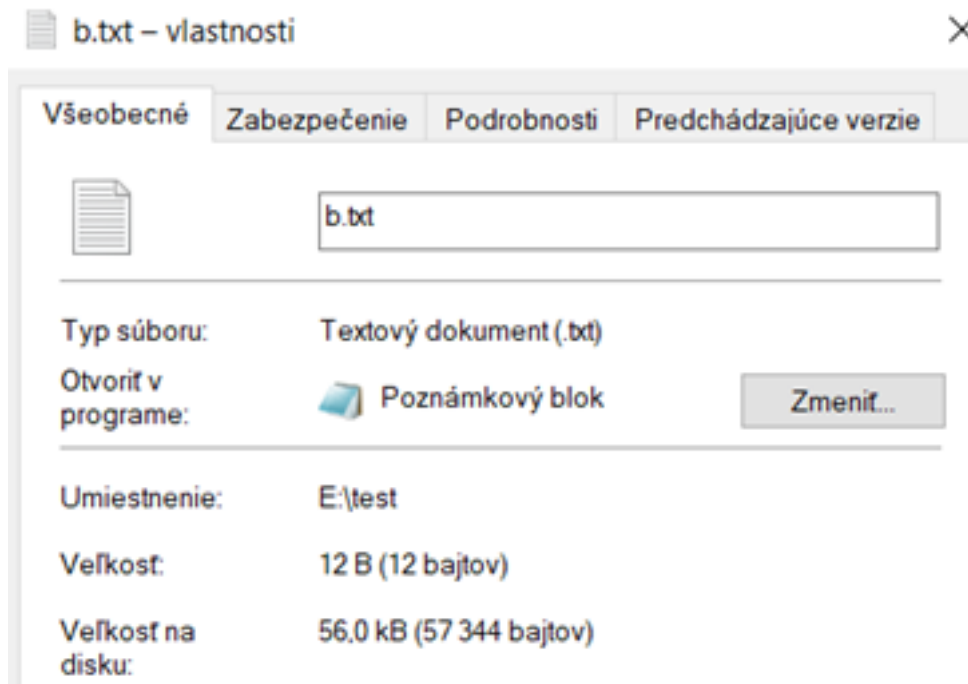 b.txt – vlastnosti
Všeobecné Zabezpečenie Podrobnosti Predchádzajúce verzie
b.txt
Typ súboru: Textový dokument (.txt)
Otvoriť v programe: Poznámkový blok Zmeniť...
Umiestnenie: E:\test
Veľkosť: 12 B (12 bajtov)
Veľkosť na disku: 56,0 kB (57 344 bajtov)